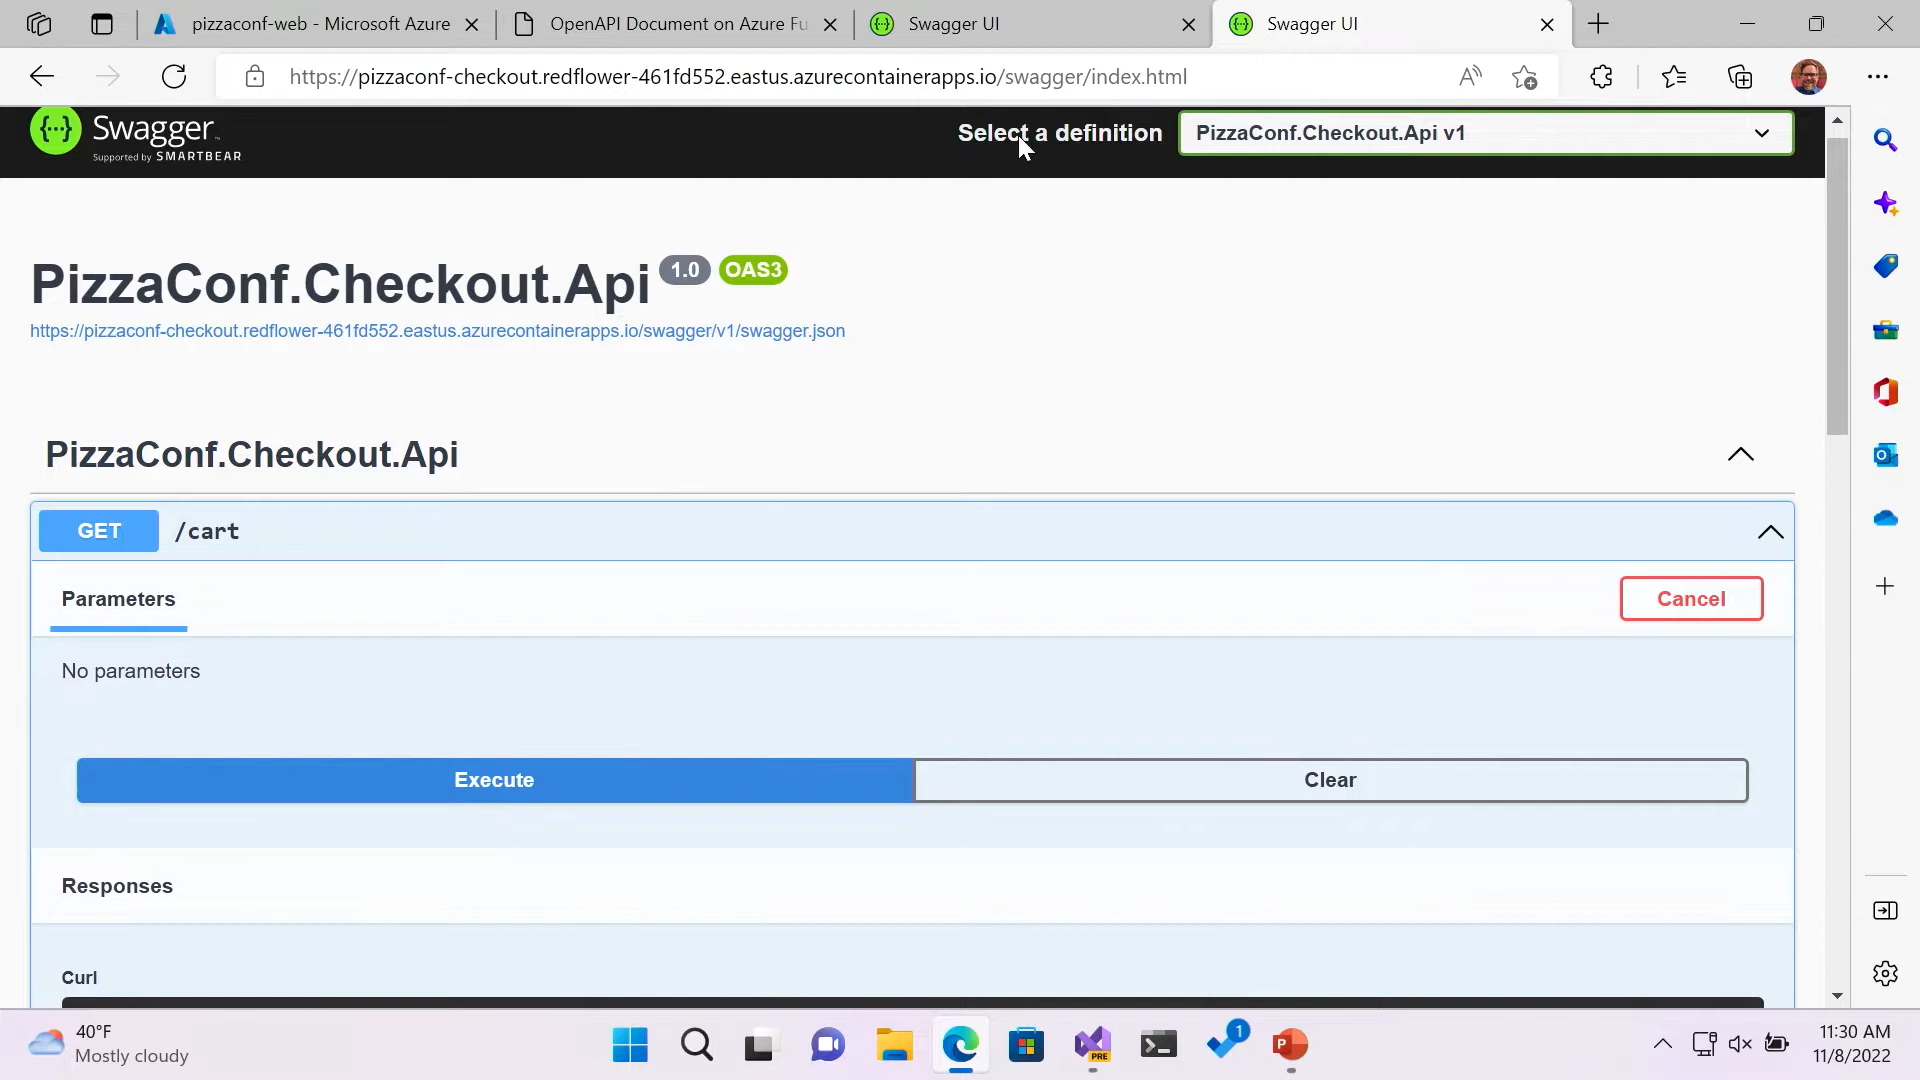 pizzaconf-web - Microsoft Azure
OpenAPI Document on Azure Fu
Swagger UI
Swagger UI
https://pizzaconf-checkout.redflower-461fd552.eastus.azurecontainerapps.io/swagger/index.html
Swagger
Supported by SMARTBEAR
Select a definition
PizzaConf.Checkout.Api v1
PizzaConf.Checkout.Api 1.0 OAS3
https://pizzaconf-checkout.redflower-461fd552.eastus.azurecontainerapps.io/swagger/v1/swagger.json
PizzaConf.Checkout.Api
GET /cart
Parameters
Cancel
No parameters
Execute
Clear
Responses
Curl
40°F
Mostly cloudy
PRE
1
P
11:30 AM
11/8/2022